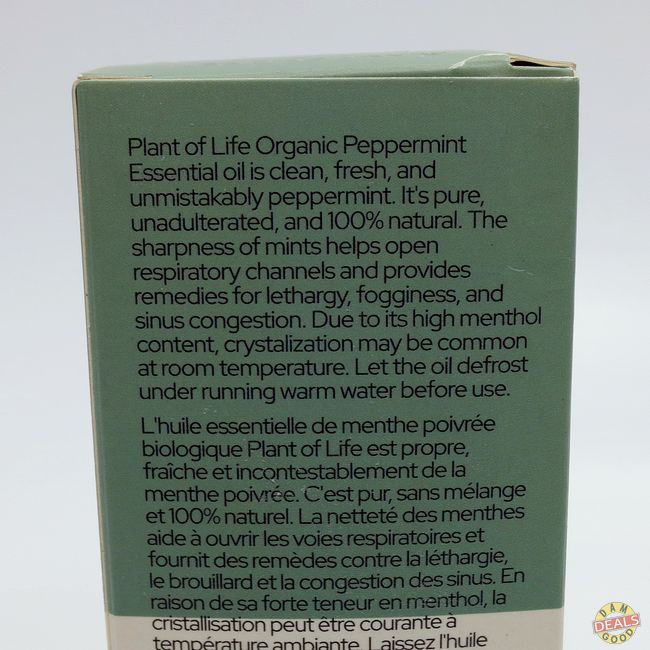 Plant of Life Organic Peppermint
Essential oil is clean, fresh, and
unmistakably peppermint. It's pure,
unadulterated, and 100% natural. The
sharpness of mints helps open
respiratory channels and provides
remedies for lethargy, fogginess, and
sinus congestion. Due to its high menthol
content, crystalization may be common
at room temperature. Let the oil defrost
under running warm water before use.
L'huile essentielle de menthe poivrée
biologique Plant of Life est propre,
fraîche et incontestablement de la
menthe poivrée. C'est pur, sans mélange
et 100% naturel. La netteté des menthes
aide à ouvrir les voies respiratoires et
fournit des remèdes contre la léthargie,
le brouillard et la congestion des sinus. En
raison de sa forte teneur en menthol, la
cristallisation peut être courante à
température ambiante. Laissez l'huile
DAM
DEALS
GOOD